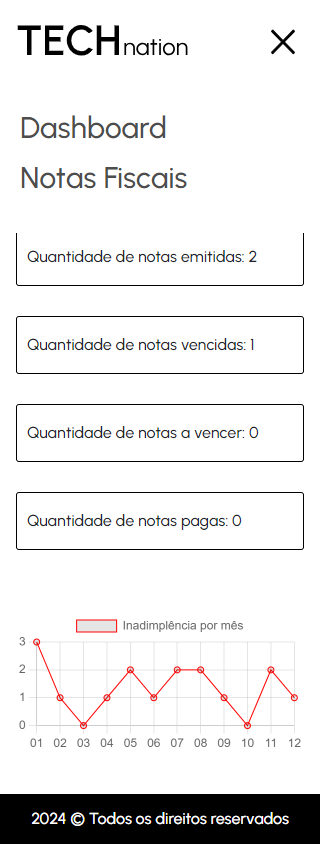 TECHnation
Dashboard
Notas Fiscais
Quantidade de notas emitidas: 2
Quantidade de notas vencidas: 1
Quantidade de notas a vencer: 0
Quantidade de notas pagas: 0
Inadimplência por mês
3
2
1
0
01 02 03 04 05 06 07 08 09 10 11 12
2024 © Todos os direitos reservados